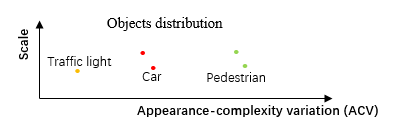 Objects distribution
Scale
Traffic light
Car
Pedestrian
Appearance-complexity variation (ACV)